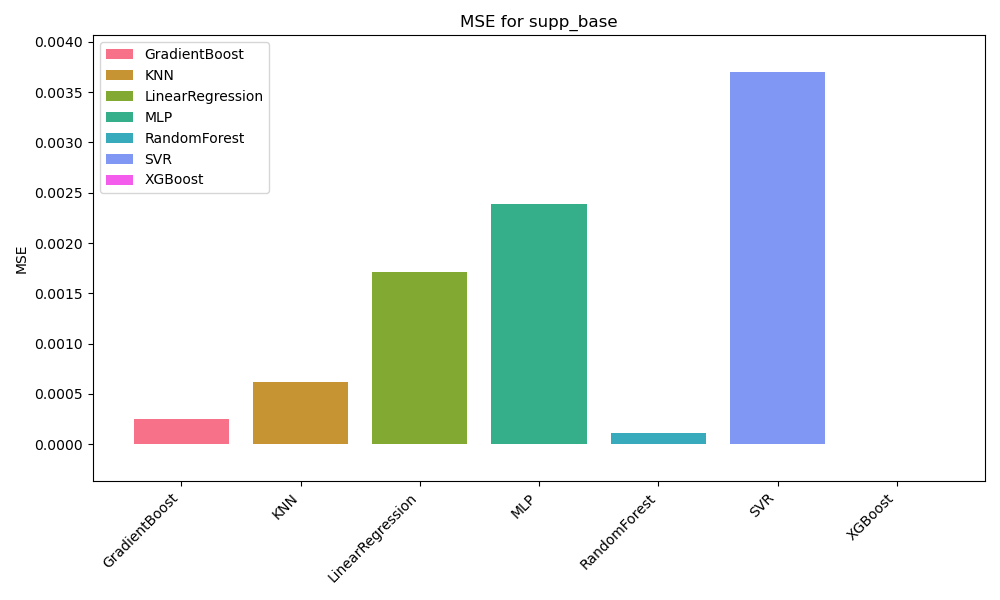 MSE for supp_base
GradientBoost
KNN
LinearRegression
MLP
RandomForest
SVR
XGBoost
MSE
0.0040
0.0035
0.0030
0.0025
0.0020
0.0015
0.0010
0.0005
0.0000
GradientBoost
KNN
LinearRegression
MLP
RandomForest
SVR
XGBoost